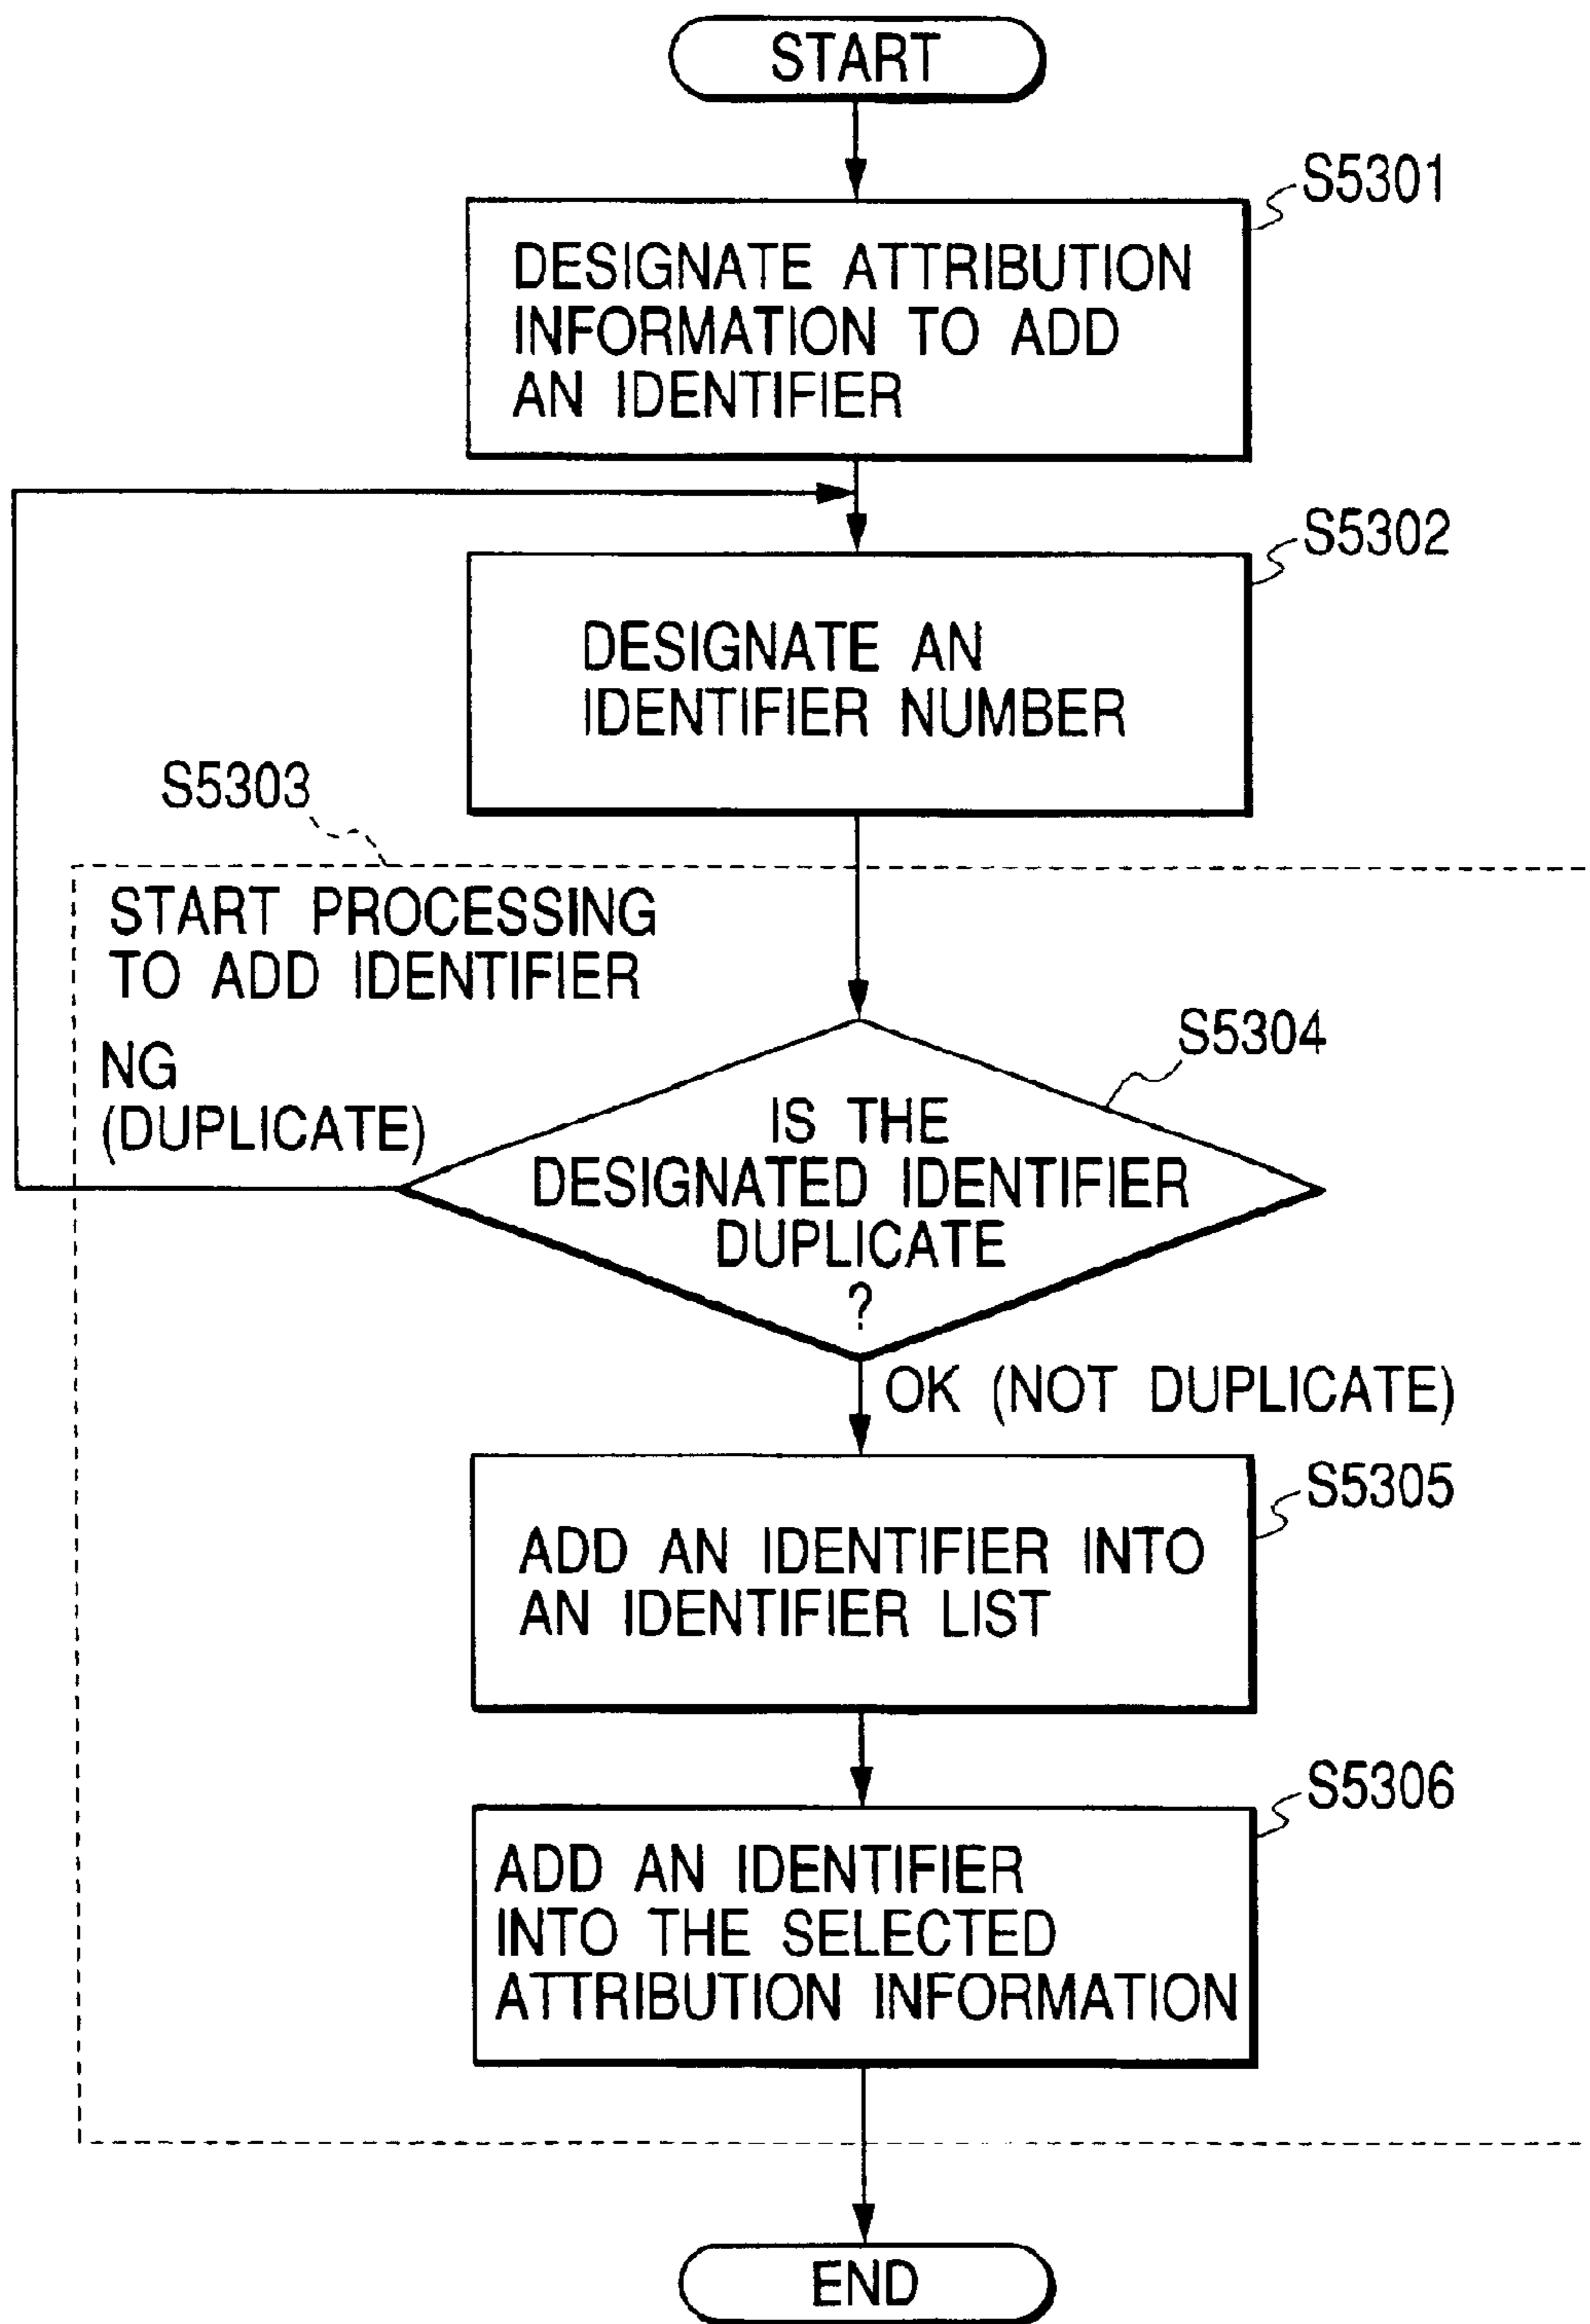 START
S5301
DESIGNATE ATTRIBUTION
INFORMATION TO ADD
AN IDENTIFIER
S5302
DESIGNATE AN
IDENTIFIER NUMBER
S5303
START PROCESSING
TO ADD IDENTIFIER
NG
(DUPLICATE)
S5304
IS THE
DESIGNATED IDENTIFIER
DUPLICATE
?
OK (NOT DUPLICATE)
S5305
ADD AN IDENTIFIER INTO
AN IDENTIFIER LIST
S5306
ADD AN IDENTIFIER
INTO THE SELECTED
ATTRIBUTION INFORMATION
END